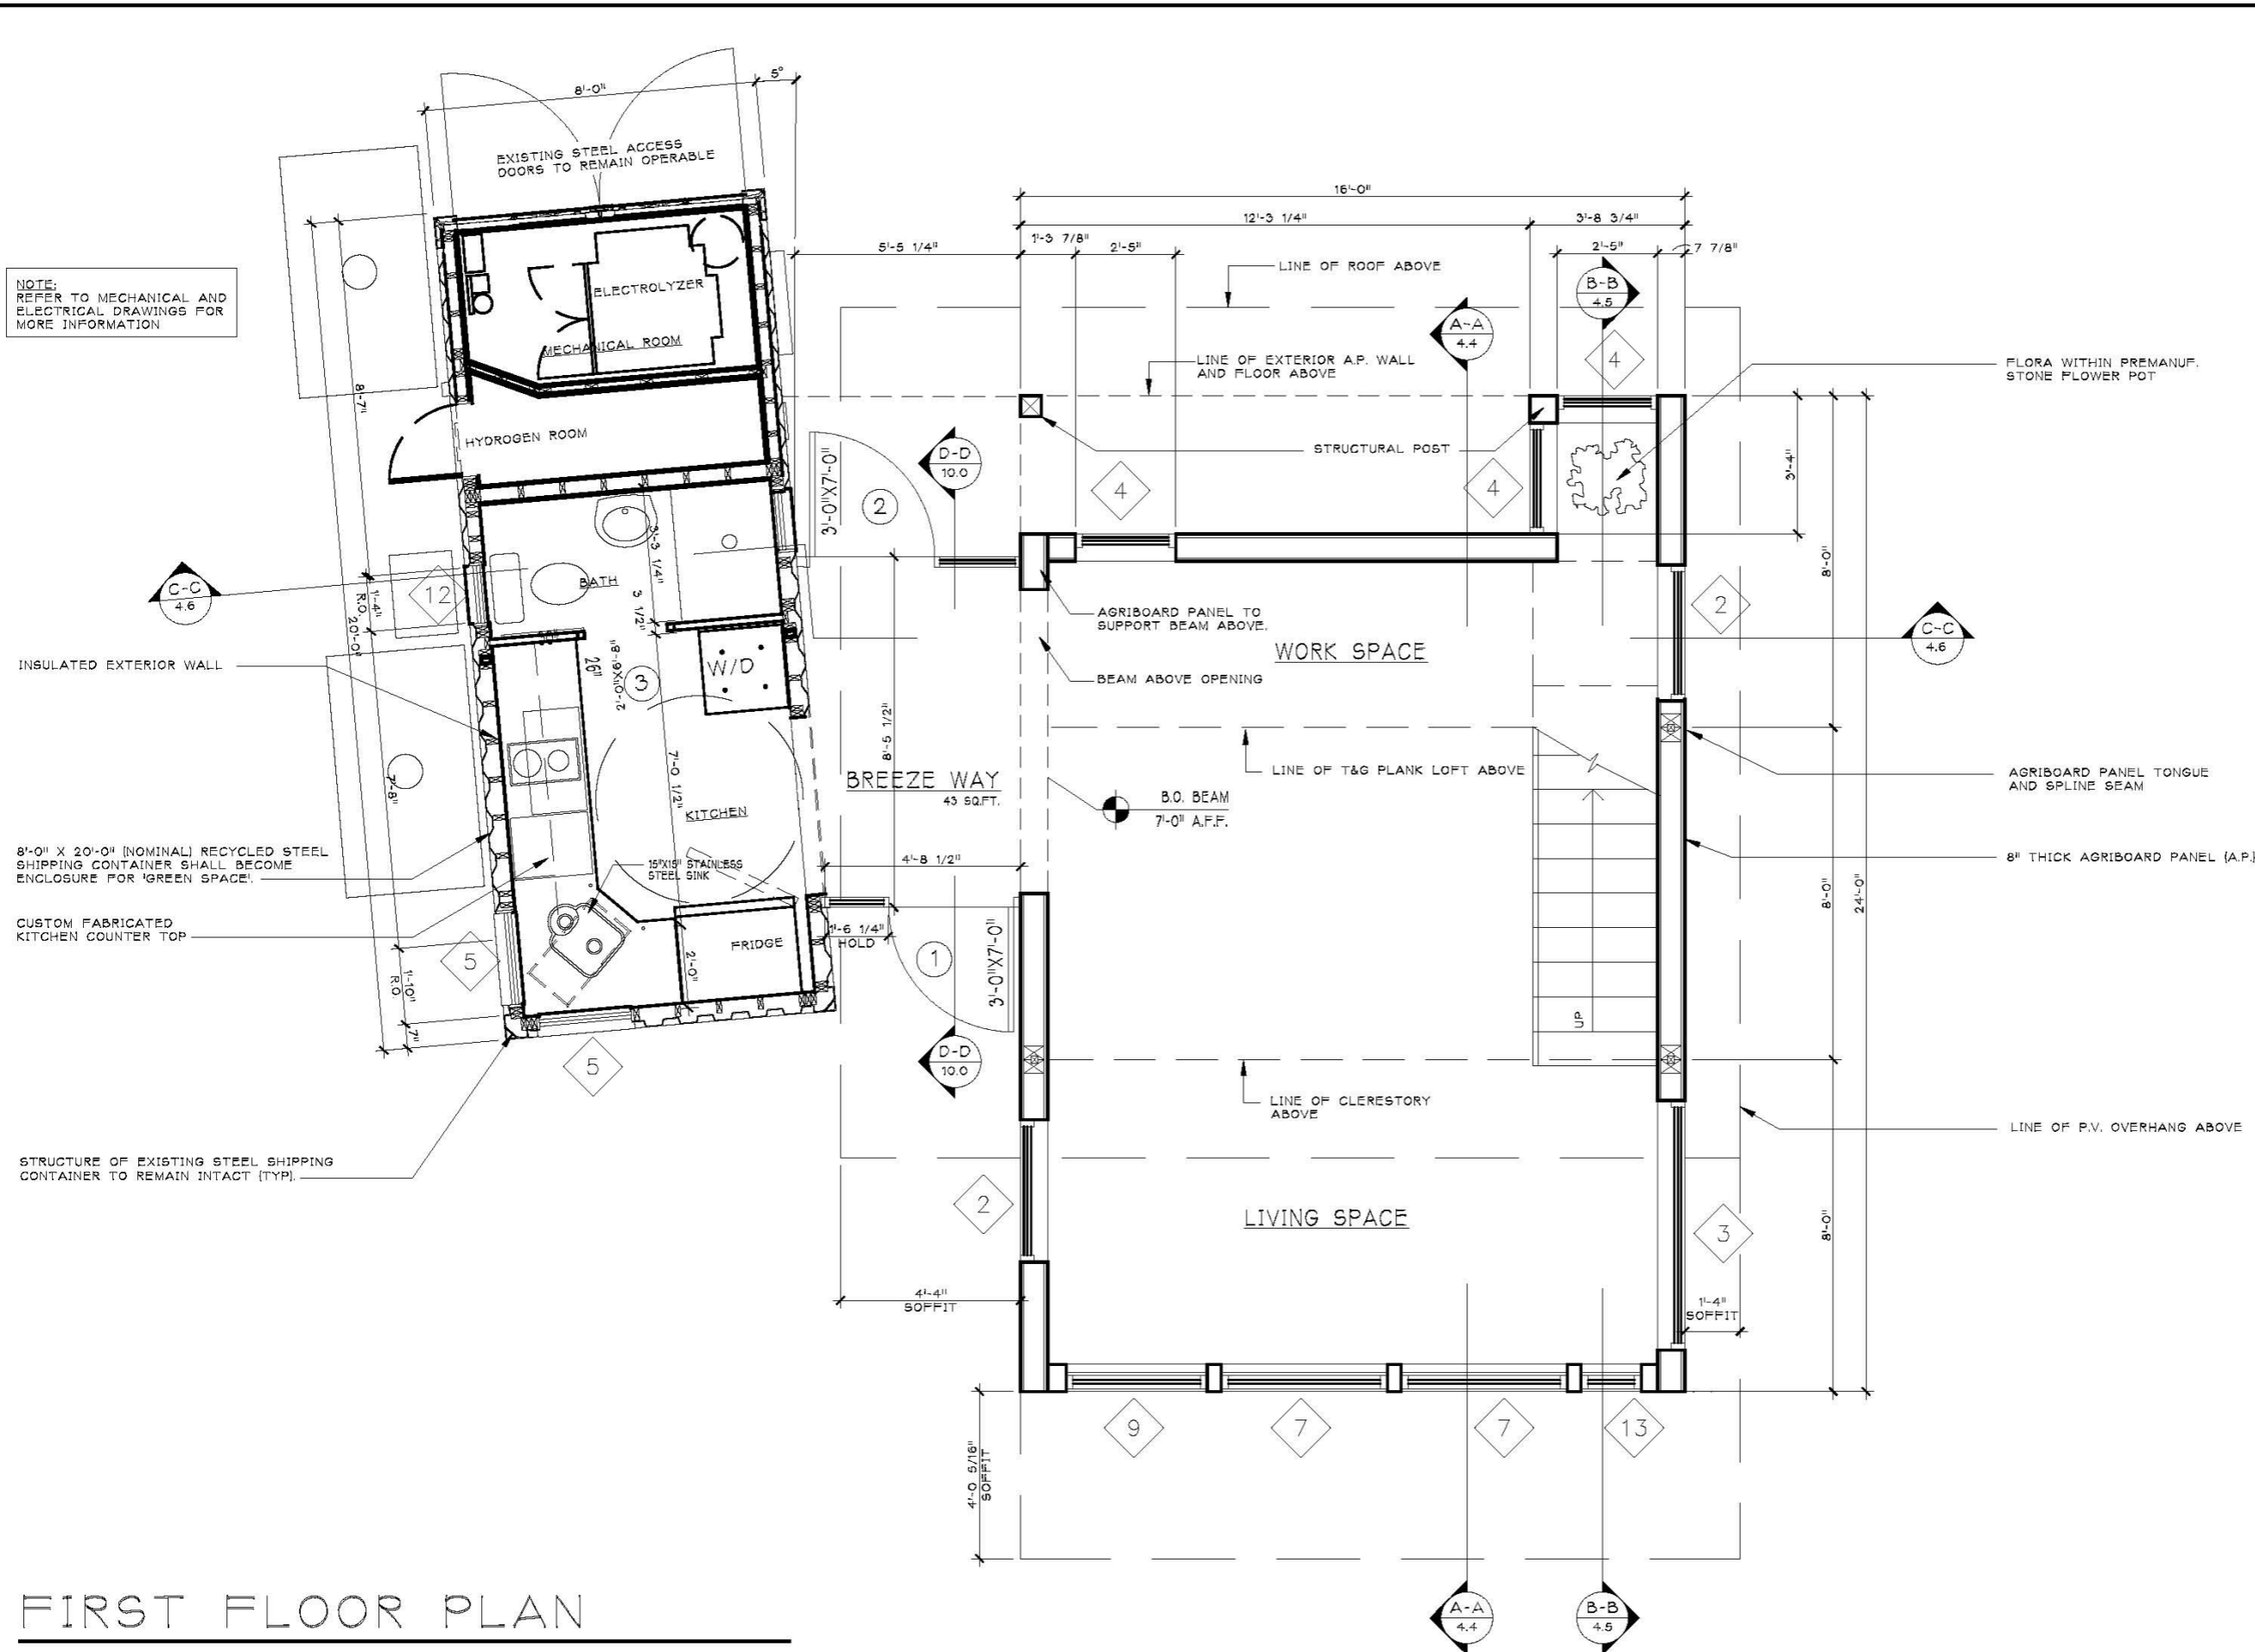 8'-0"
5°
EXISTING STEEL ACCESS
DOORS TO REMAIN OPERABLE
16'-0"
12'-3 1/4"
3'-8 3/4"
5'-5 1/4"
1'-3 7/8"
2'-5"
2'-5"
7 7/8"
NOTE:
REFER TO MECHANICAL AND
ELECTRICAL DRAWINGS FOR
MORE INFORMATION
ELECTROLYZER
MECHANICAL ROOM
LINE OF ROOF ABOVE
B-B
4.5
A-A
4.4
4
LINE OF EXTERIOR A.P. WALL
AND FLOOR ABOVE
FLORA WITHIN PREMANUF.
STONE FLOWER POT
8'-7"
HYDROGEN ROOM
STRUCTURAL POST
D-D
10.0
3'-0"X7'-0"
2
4
4
3'-4"
8'-0"
3'-3 1/4"
BATH
C-C
4.6
12
1'-4"
R.O.
20'-0"
3 1/2"
AGRIBOARD PANEL TO
SUPPORT BEAM ABOVE.
2
C-C
4.6
INSULATED EXTERIOR WALL
26"
2'-0"X6'-8"
3
W/D
WORK SPACE
BEAM ABOVE OPENING
8'-5 1/2"
7'-8"
7'-0 1/2"
KITCHEN
BREEZE WAY
43 SQ.FT.
LINE OF T&G PLANK LOFT ABOVE
B.O. BEAM
7'-0" A.F.F.
AGRIBOARD PANEL TONGUE
AND SPLINE SEAM
8'-0" X 20'-0" (NOMINAL) RECYCLED STEEL
SHIPPING CONTAINER SHALL BECOME
ENCLOSURE FOR 'GREEN SPACE'.
15"X15" STAINLESS
STEEL SINK
4'-8 1/2"
8" THICK AGRIBOARD PANEL (A.P.)
8'-0"
24'-0"
CUSTOM FABRICATED
KITCHEN COUNTER TOP
5
1'-10"
R.O.
7"
FRIDGE
2'-0"
1'-6 1/4"
HOLD
1
3'-0"X7'-0"
UP
5
D-D
10.0
LINE OF CLERESTORY
ABOVE
LINE OF P.V. OVERHANG ABOVE
STRUCTURE OF EXISTING STEEL SHIPPING
CONTAINER TO REMAIN INTACT (TYP).
2
LIVING SPACE
3
8'-0"
4'-4"
SOFFIT
1'-4"
SOFFIT
9
7
7
13
4'-0 5/16"
SOFFIT
FIRST FLOOR PLAN
A-A
4.4
B-B
4.5